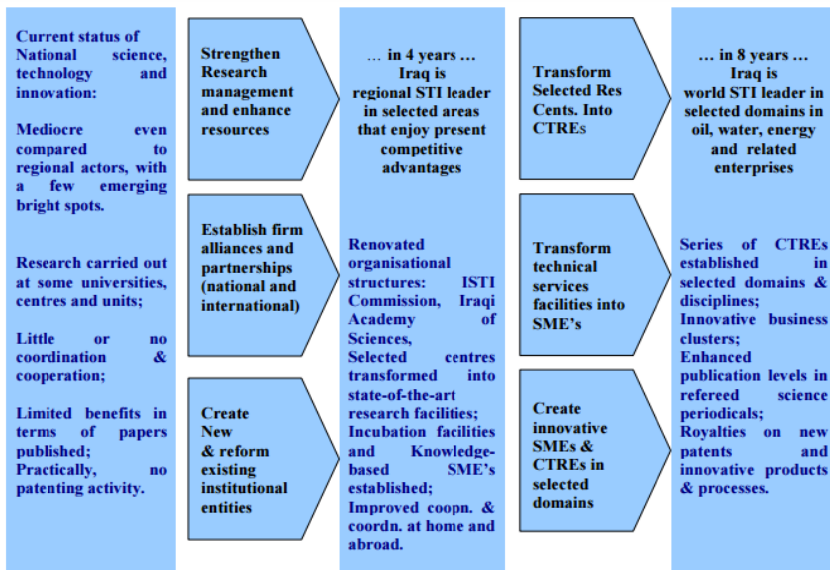 Current status of
National science,
technology and
innovation:
Mediocre even
compared to
regional actors, with
a few emerging
bright spots.
Research carried out
at some universities,
centres and units;
Little or no
coordination &
cooperation;
Limited benefits in
terms of papers
published;
Practically, no
patenting activity.
Strengthen
Research
management
and enhance
resources
Establish firm
alliances and
partnerships
(national and
international)
Create
New
& reform
existing
institutional
entities
… in 4 years …
Iraq is
regional STI leader
in selected areas
that enjoy present
competitive
advantages
Renovated
organisational
structures: ISTI
Commission, Iraqi
Academy of
Sciences,
Selected centres
transformed into
state-of-the-art
research facilities;
Incubation facilities
and Knowledge-
based SME's
established;
Improved coopn. &
coordn. at home and
abroad.
Transform
Selected Res
Cents. Into
CTREs
Transform
technical
services
facilities into
SME's
Create
innovative
SMEs &
CTREs in
selected
domains
… in 8 years …
Iraq is
world STI leader in
selected domains in
oil, water, energy
and related
enterprises
Series of CTREs
established in
selected domains &
disciplines;
Innovative business
clusters;
Enhanced
publication levels in
refereed science
periodicals;
Royalties on new
patents and
innovative products
& processes.